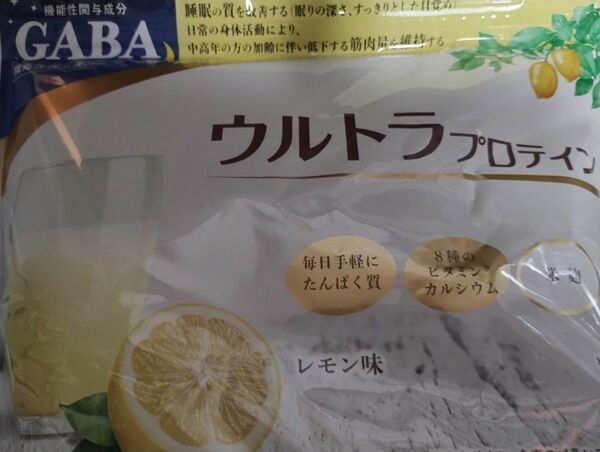 機能性関与成分
GABA
睡眠の質を改善する(眠りの深さ、すっきりとした目覚め)
日常の身体活動により、
中高年の方の加齢に伴い低下する筋肉量を維持する
ウルトラプロテイン
毎日手軽に
たんぱく質
8種の
ビタミン
カルシウム
米麹
レモン味